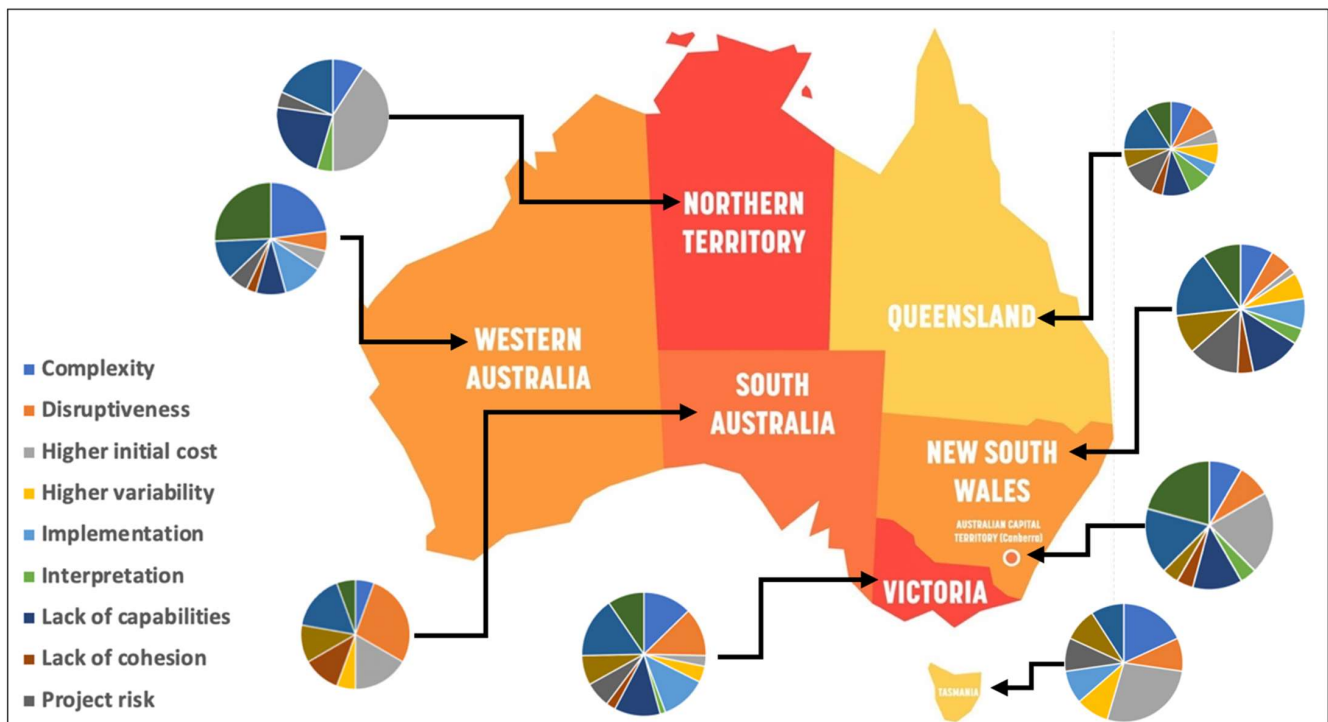 NORTHERN
TERRITORY
QUEENSLAND
WESTERN
AUSTRALIA
SOUTH
AUSTRALIA
NEW SOUTH
WALES
AUSTRALIAN CAPITAL
TERRITORY (Canberra)
VICTORIA
TASMANIA
Complexity
Disruptiveness
Higher initial cost
Higher variability
Implementation
Interpretation
Lack of capabilities
Lack of cohesion
Project risk